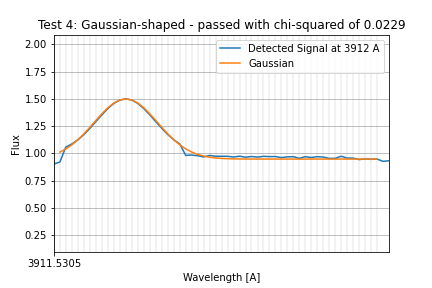 Test 4: Gaussian-shaped - passed with chi-squared of 0.0229
2.00
1.75
1.50
1.25
1.00
0.75
0.50
0.25
Flux
Detected Signal at 3912 A
Gaussian
3911.5305
Wavelength [A]